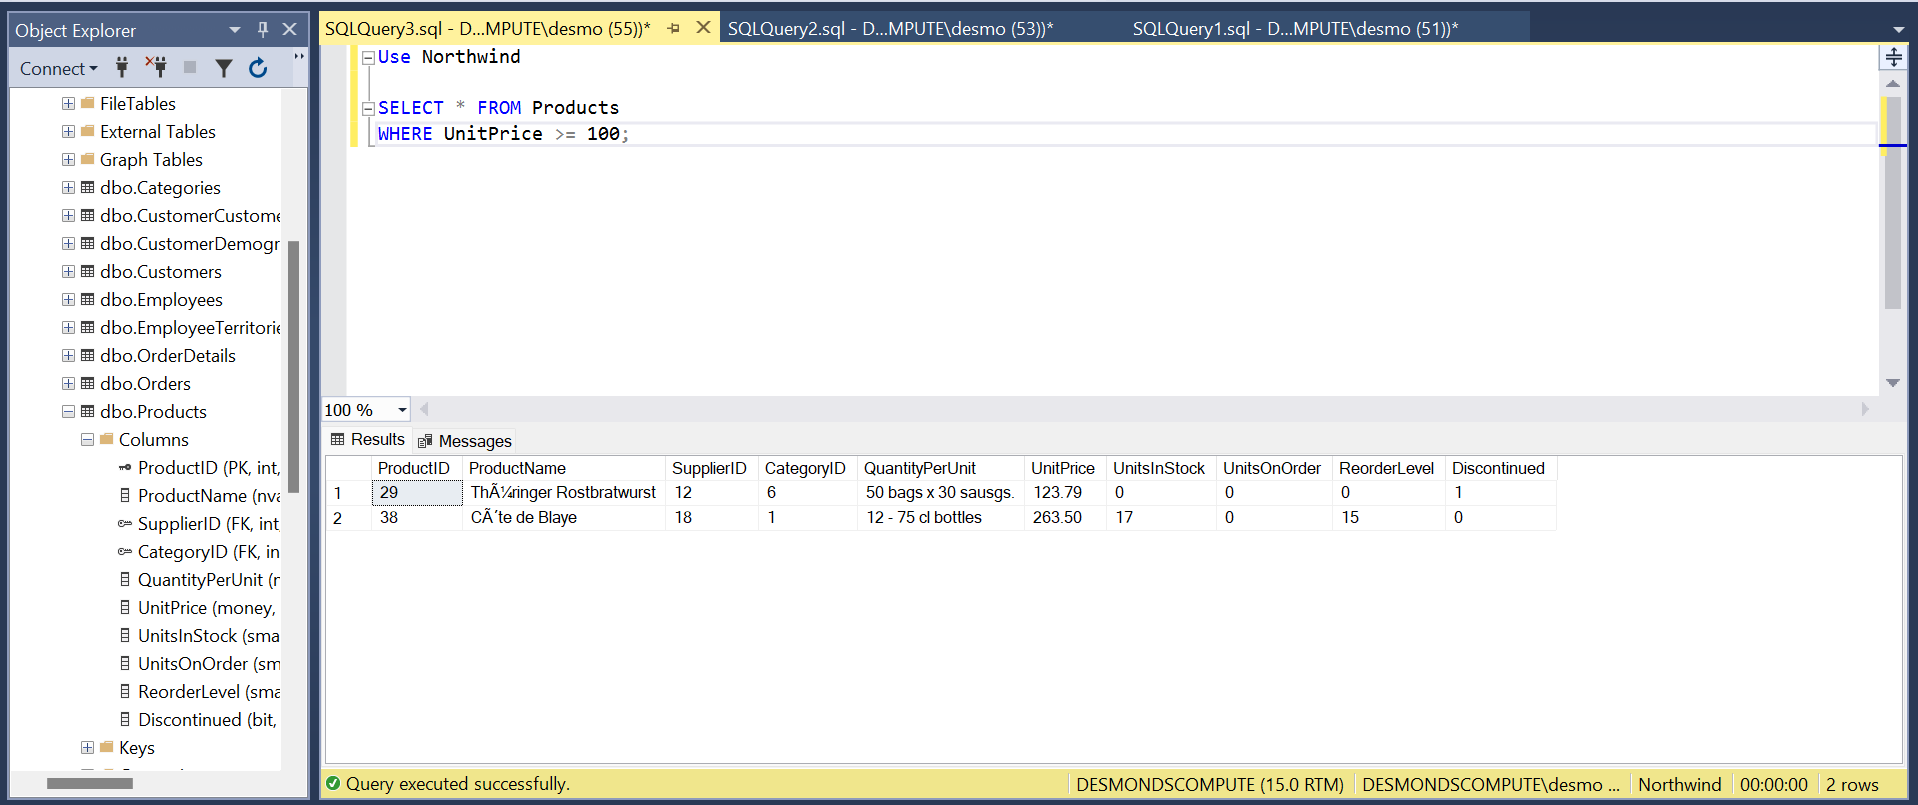 Object Explorer
Connect
FileTables
External Tables
Graph Tables
dbo.Categories
dbo.CustomerCustome
dbo.CustomerDemogr
dbo.Customers
dbo.Employees
dbo.EmployeeTerritorie
dbo.OrderDetails
dbo.Orders
dbo.Products
Columns
ProductID (PK, int,
ProductName (nva
SupplierID (FK, int
CategoryID (FK, in
QuantityPerUnit (n
UnitPrice (money,
UnitsInStock (sma
UnitsOnOrder (sm
ReorderLevel (sma
Discontinued (bit,
Keys
SQLQuery3.sql - D...MPUTE\desmo (55))* SQLQuery2.sql - D...MPUTE\desmo (53))* SQLQuery1.sql - D...MPUTE\desmo (51))*
Use Northwind
SELECT * FROM Products
WHERE UnitPrice >= 100;
100 %
Results Messages
ProductID ProductName SupplierID CategoryID QuantityPerUnit UnitPrice UnitsInStock UnitsOnOrder ReorderLevel Discontinued
1 29 ThÃ¼ringer Rostbratwurst 12 6 50 bags x 30 sausgs. 123.79 0 0 0 1
2 38 CÃ´te de Blaye 18 1 12 - 75 cl bottles 263.50 17 0 15 0
Query executed successfully. DESMONDSCOMPUTE (15.0 RTM) DESMONDSCOMPUTE\desmo ... Northwind 00:00:00 2 rows